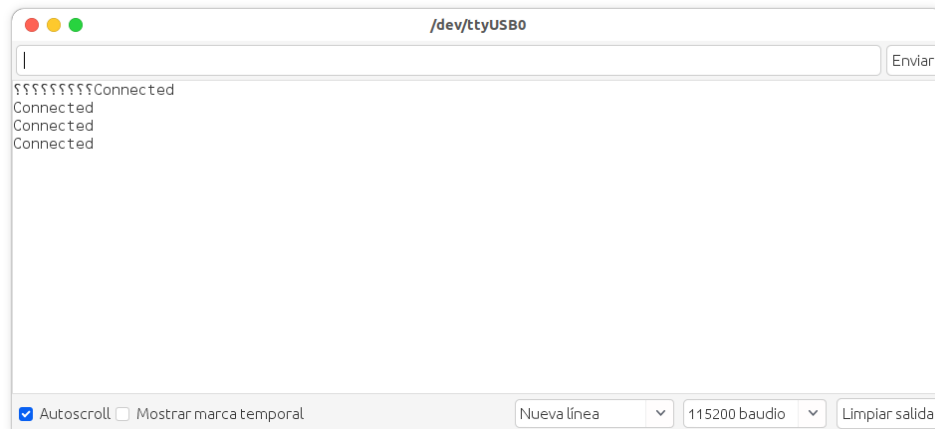 /dev/ttyUSB0
Enviar
⸮⸮⸮⸮⸮⸮⸮⸮⸮Connected
Connected
Connected
Connected
Autoscroll Mostrar marca temporal Nueva línea 115200 baudio Limpiar salida